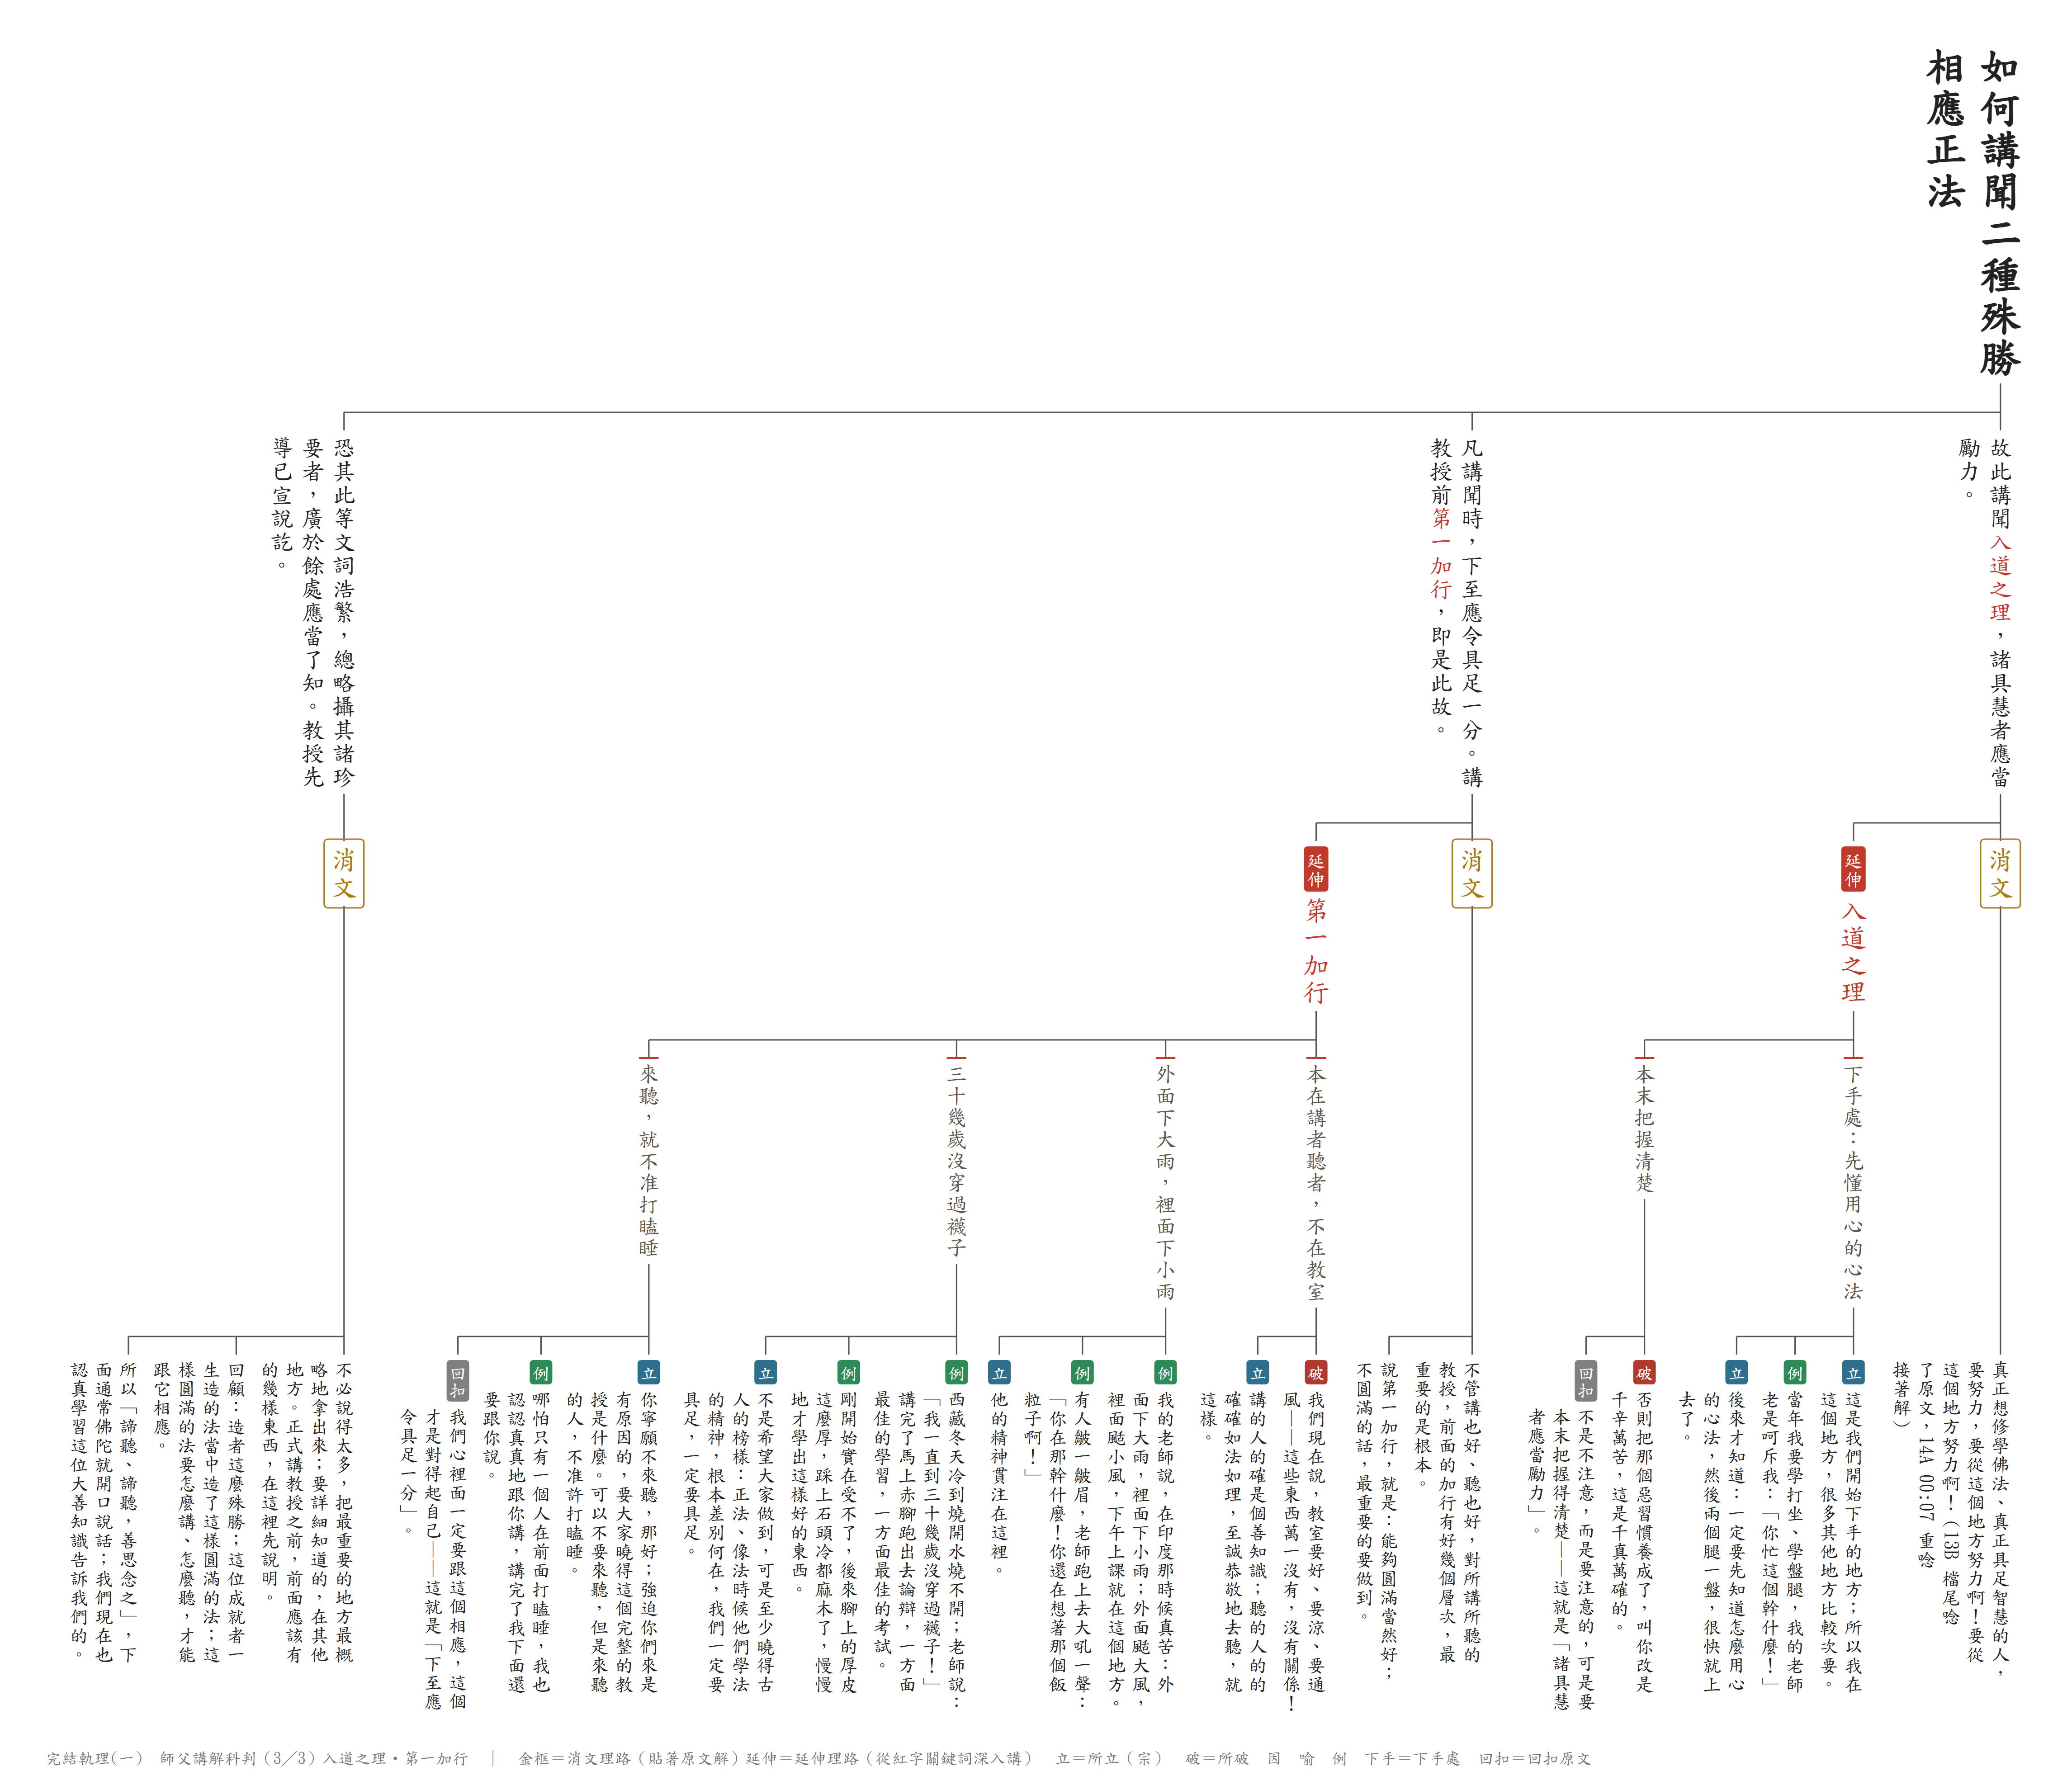 如何講聞二種殊勝
相應正法
故此講聞入道之理，諸具慧者應當
勵力。
消文
真正想修學佛法、真正具足智慧的人，
要努力，要從這個地方努力啊！要從
這個地方努力啊！（13B 檔尾唸
了原文，14A 00:07 重唸
接著解）
延伸
入道之理
下手處：先懂用心的心法
立
這是我們開始下手的地方；所以我在
這個地方，很多其他地方比較次要。
例
當年我要學打坐、學盤腿，我的老師
老是呵斥我：「你忙這個幹什麼！」
立
後來才知道：一定要先知道怎麼用心
的心法，然後兩個腿一盤，很快就上
去了。
本末把握清楚
破
否則把那個惡習慣養成了，叫你改是
千辛萬苦，這是千真萬確的。
回扣
不是不注意，而是要注意的，可是要
本末把握得清楚——這就是「諸具慧
者應當勵力」。
凡講聞時，下至應令具足一分。講
教授前第一加行，即是此故。
消文
不管講也好、聽也好，對所講所聽的
教授，前面的加行有好幾個層次，最
重要的是根本。
說第一加行，就是：能夠圓滿當然好；
不圓滿的話，最重要的要做到。
延伸
第一加行
本在講者聽者，不在教室
破
我們現在說，教室要好、要涼、要通
風——這些東西萬一沒有，沒有關係！
立
講的人的確是個善知識；聽的人的的
確確如法如理，至誠恭敬地去聽，就
這樣。
外面下大雨，裡面下小雨
例
我的老師說，在印度那時候真苦：外
面下大雨，裡面下小雨；外面颳大風，
裡面颳小風，下午上課就在這個地方。
例
有人皺一皺眉，老師跑上去大吼一聲：
「你在那幹什麼！你還在想著那個飯
粒子啊！」
立
他的精神貫注在這裡。
三十幾歲沒穿過襪子
例
西藏冬天冷到燒開水燒不開；老師說：
「我一直到三十幾歲沒穿過襪子！」
講完了馬上赤腳跑出去論辯，一方面
最佳的學習，一方面最佳的考試。
例
剛開始實在受不了，後來腳上的厚皮
這麼厚，踩上石頭冷都麻木了，慢慢
地才學出這樣好的東西。
立
不是希望大家做到，可是至少曉得古
人的榜樣：正法、像法時候他們學法
的精神，根本差別何在，我們一定要
具足，一定要具足。
來聽，就不准打瞌睡
立
你寧願不來聽，那好；強迫你們來是
有原因的，要大家曉得這個完整的教
授是什麼。可以不要來聽，但是來聽
的人，不准許打瞌睡。
例
哪怕只有一個人在前面打瞌睡，我也
認認真真地跟你講，講完了我下面還
要跟你說。
回扣
我們心裡面一定要跟這個相應，這個
才是對得起自己——這就是「下至應
令具足一分」。
恐其此等文詞浩繁，總略攝其諸珍
要者，廣於餘處應當了知。教授先
導已宣說訖。
消文
不必說得太多，把最重要的地方最概
略地拿出來；要詳細知道的，在其他
地方。正式講教授之前，前面應該有
的幾樣東西，在這裡先說明。
回顧：造者這麼殊勝；這位成就者一
生造的法當中造了這樣圓滿的法；這
樣圓滿的法要怎麼講、怎麼聽，才能
跟它相應。
所以「諦聽、諦聽，善思念之」，下
面通常佛陀就開口說話；我們現在也
認真學習這位大善知識告訴我們的。
完結軌理(一)　師父講解科判（3／3）入道之理・第一加行　｜　金框＝消文理路（貼著原文解）延伸＝延伸理路（從紅字關鍵詞深入講）　立＝所立（宗）　破＝所破　因　喻　例　下手＝下手處　回扣＝回扣原文